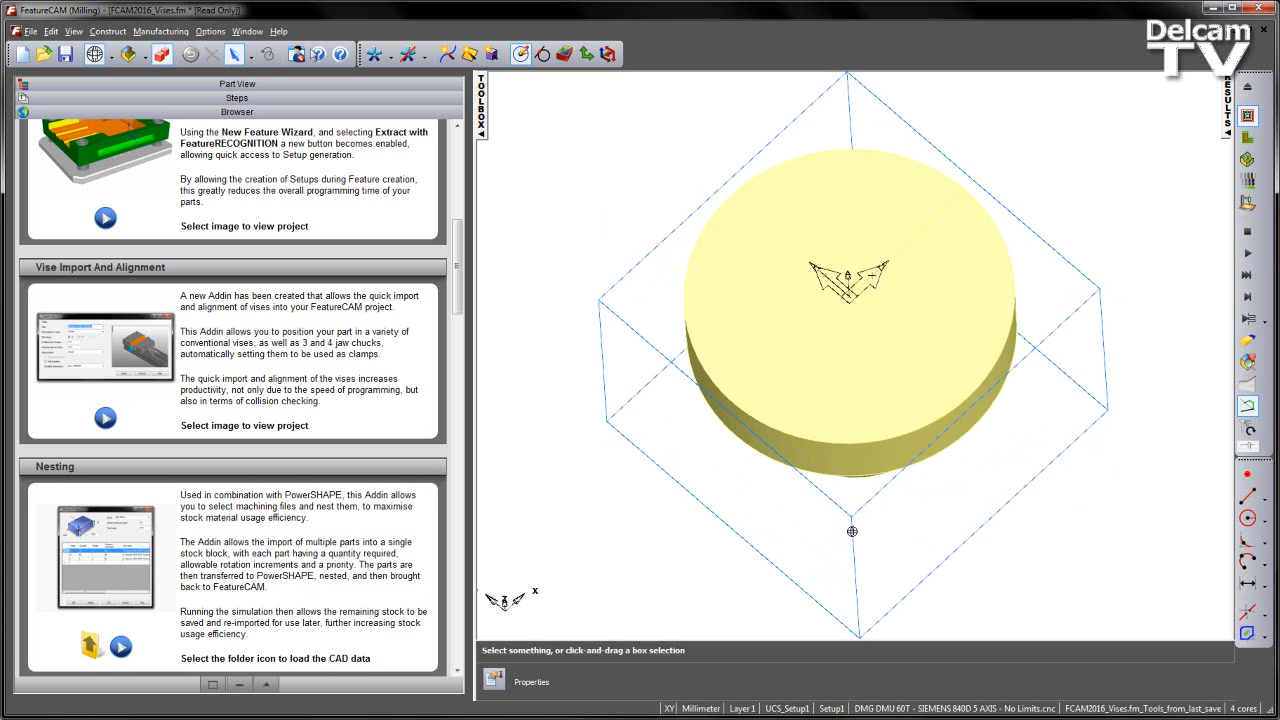 FeatureCAM (Milling) - [FCAM2016_Vises.fm * [Read Only]]
File Edit View Construct Manufacturing Options Window Help
Delcam
TV
Part View
Steps
Browser
TOOLBOX
RESULTS
Using the New Feature Wizard, and selecting Extract with
FeatureRECOGNITION a new button becomes enabled,
allowing quick access to Setup generation.
By allowing the creation of Setups during Feature creation,
this greatly reduces the overall programming time of your
parts.
Select image to view project
Vise Import And Alignment
A new Addin has been created that allows the quick import
and alignment of vises into your FeatureCAM project.
This Addin allows you to position your part in a variety of
conventional vises, as well as 3 and 4 jaw chucks,
automatically setting them to be used as clamps.
The quick import and alignment of the vises increases
productivity, not only due to the speed of programming, but
also in terms of collision checking.
Select image to view project
Nesting
Used in combination with PowerSHAPE, this Addin allows
you to select machining files and nest them, to maximise
stock material usage efficiency.
The Addin allows the import of multiple parts into a single
stock block, with each part having a quantity required,
allowable rotation increments and a priority. The parts are
then transferred to PowerSHAPE, nested, and then brought
back to FeatureCAM.
Running the simulation then allows the remaining stock to be
saved and re-imported for use later, further increasing stock
usage efficiency.
Select the folder icon to load the CAD data
Z
X
Select something, or click-and-drag a box selection
Properties
XY Millimeter Layer 1 UCS_Setup1 Setup1 DMG DMU 60T - SIEMENS 840D 5 AXIS - No Limits.cnc FCAM2016_Vises.fm_Tools_from_last_save 4 cores